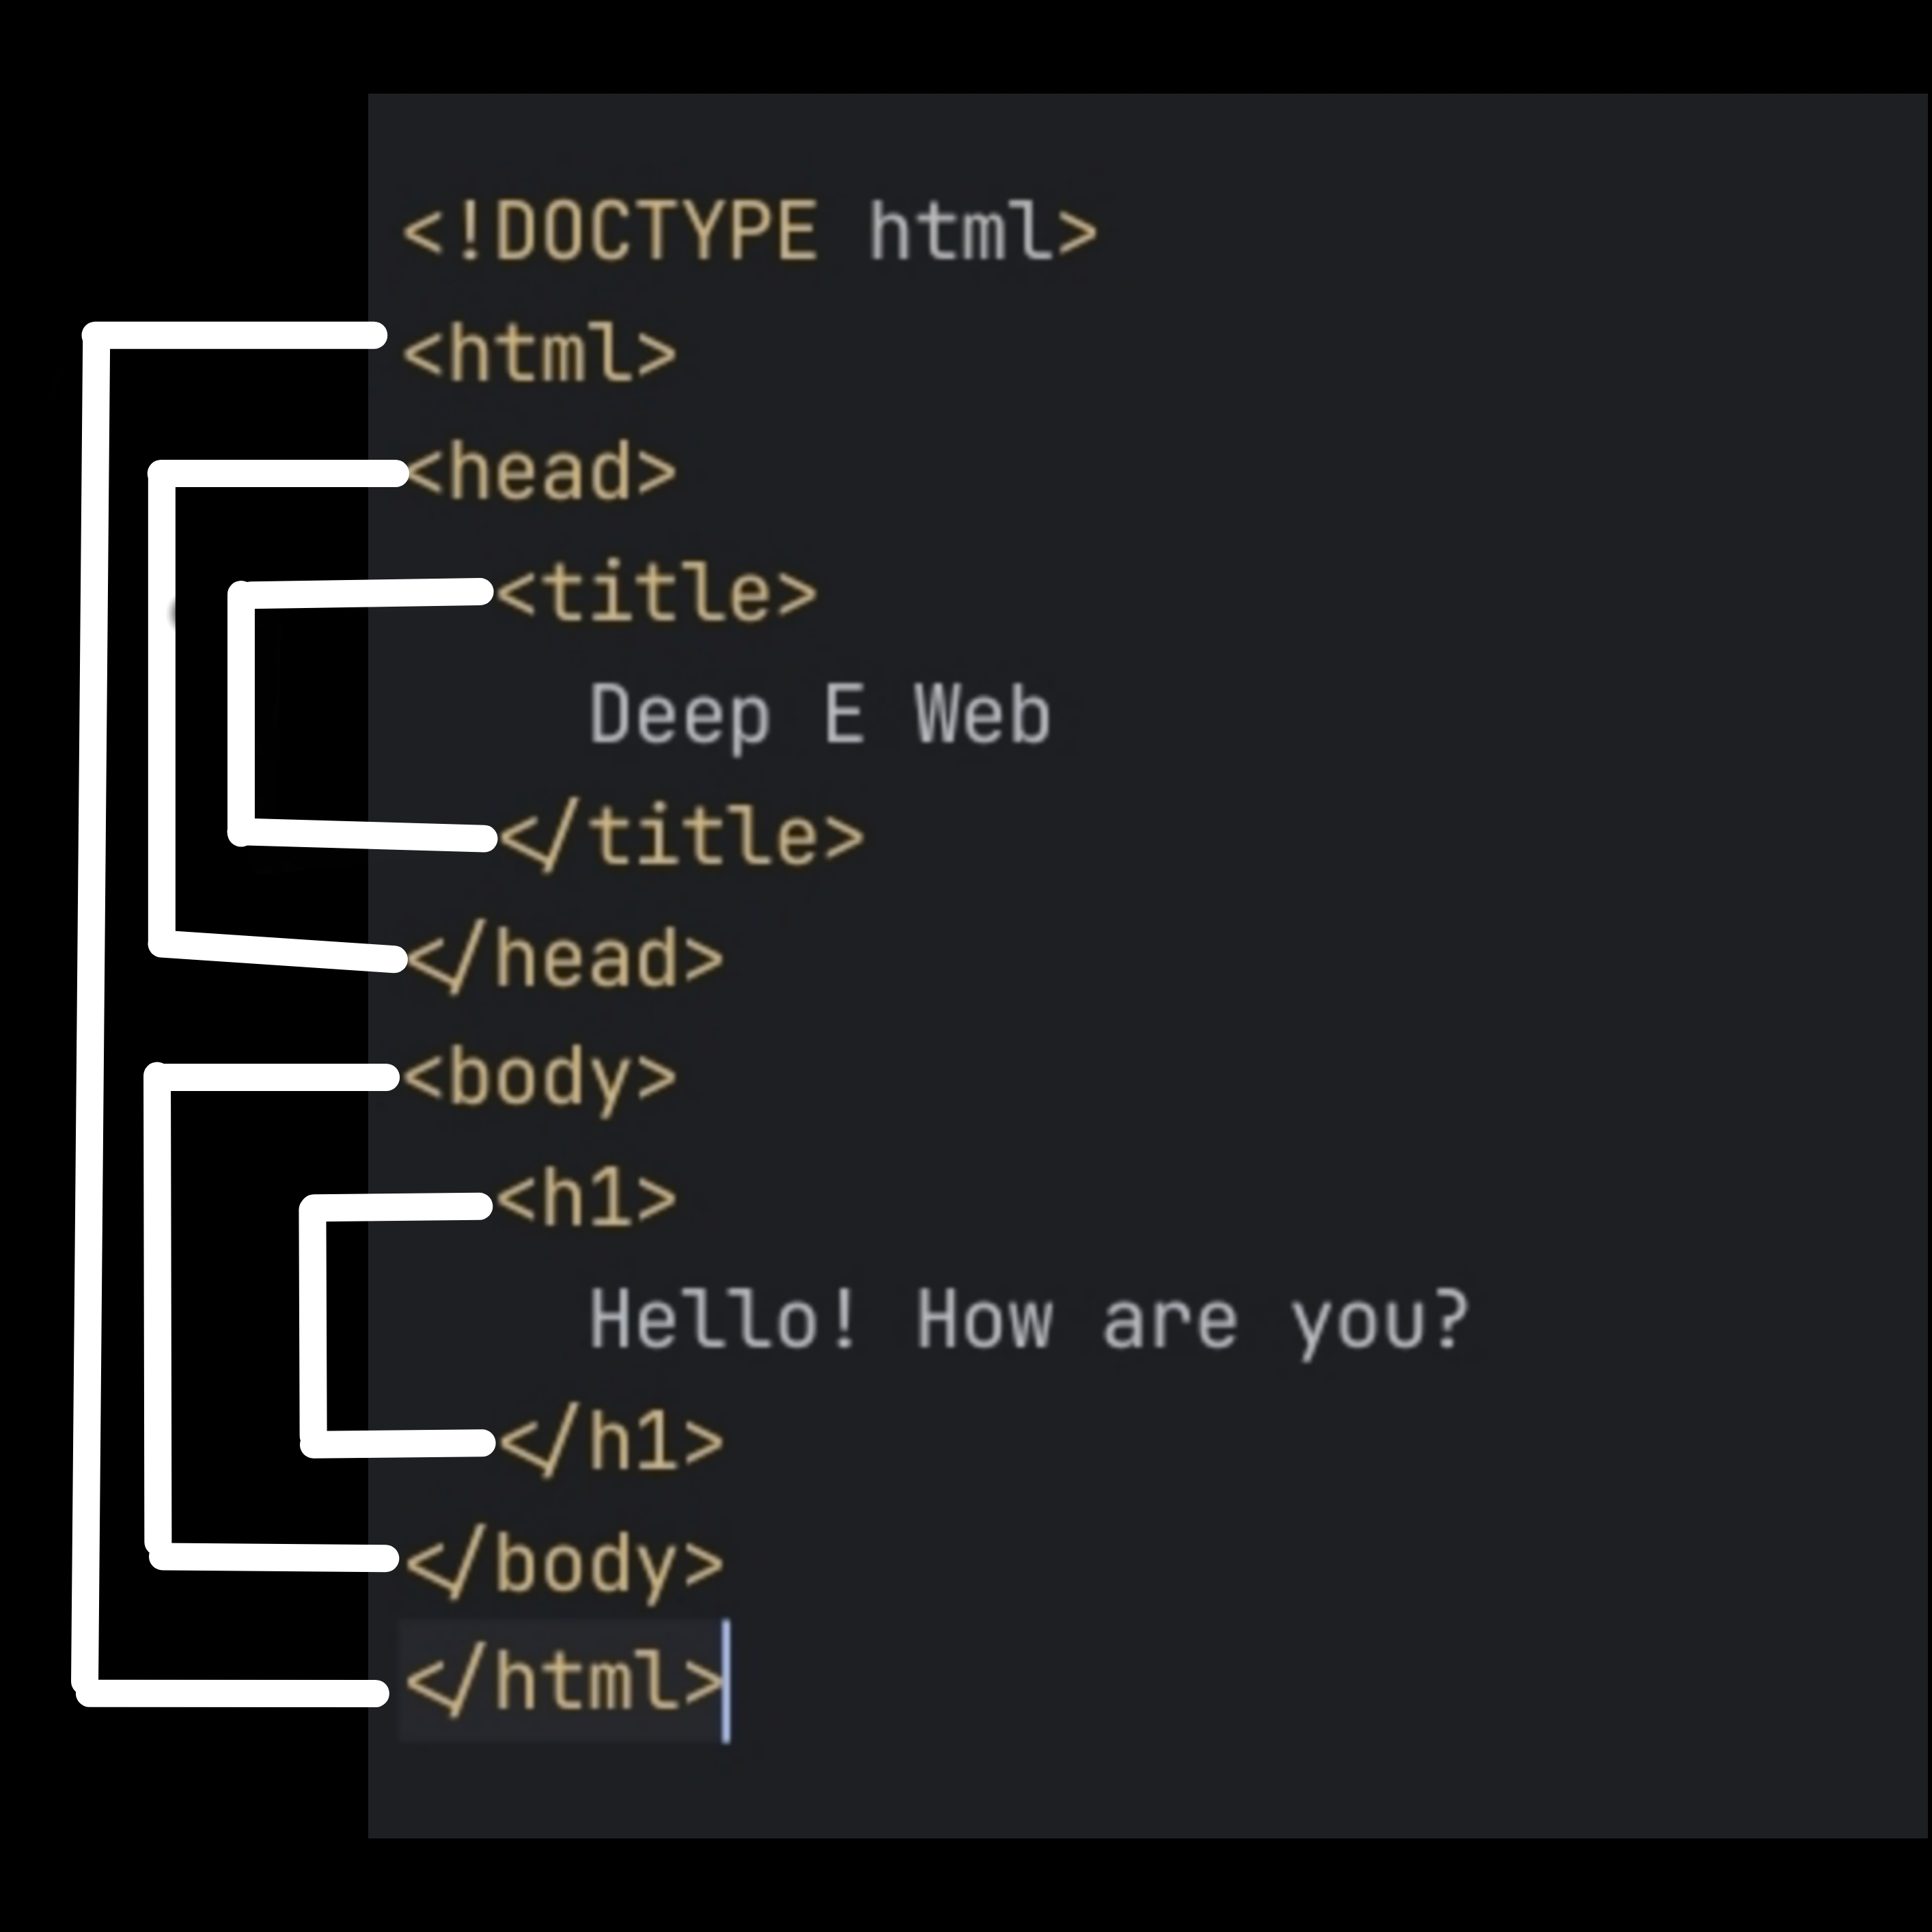 <!DOCTYPE html>
<html>
<head>
<title>
Deep E Web
</title>
</head>
<body>
<h1>
Hello! How are you?
</h1>
</body>
</html>